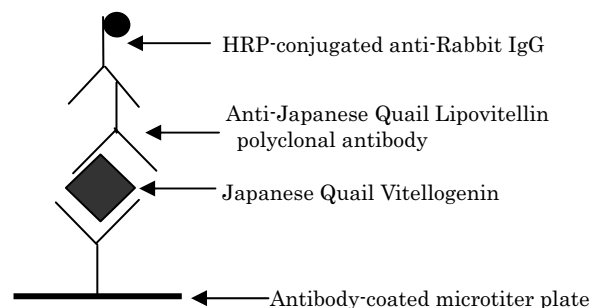 HRP-conjugated anti-Rabbit IgG
Anti-Japanese Quail Lipovitellin
polyclonal antibody
Japanese Quail Vitellogenin
Antibody-coated microtiter plate